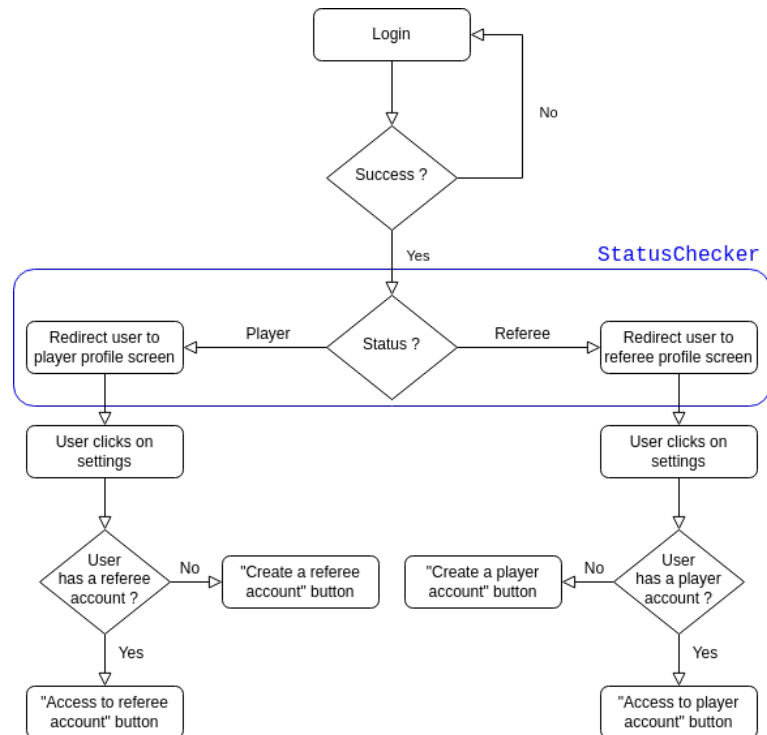 Login
No
Success ?
Yes
StatusChecker
Redirect user to
player profile screen
Player
Status ?
Referee
Redirect user to
referee profile screen
User clicks on
settings
User clicks on
settings
User
has a referee
account ?
No
"Create a referee
account" button
"Create a player
account" button
No
User
has a player
account ?
Yes
Yes
"Access to referee
account" button
"Access to player
account" button